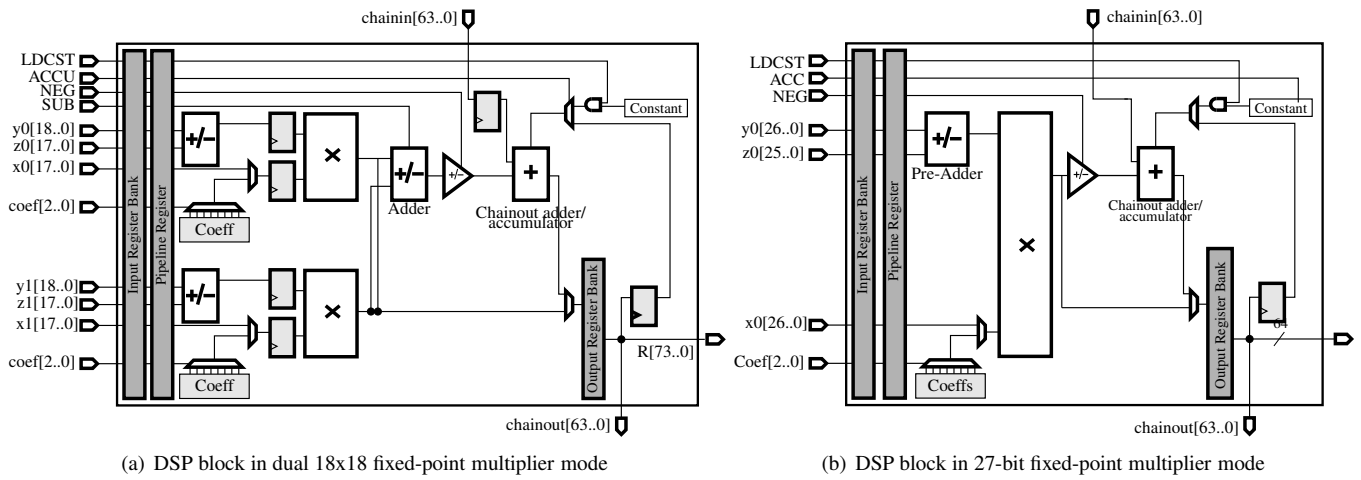 chainin[63..0]
LDCST
ACCU
NEG
SUB
y0[18..0]
z0[17..0]
x0[17..0]
coef[2..0]
Input Register Bank
Pipeline Register
+/−
Coeff
×
+/−
Adder
+/−
+
Chainout adder/
accumulator
Constant
y1[18..0]
z1[17..0]
x1[17..0]
coef[2..0]
+/−
Coeff
×
Output Register Bank
R[73..0]
chainout[63..0]
(a) DSP block in dual 18x18 fixed-point multiplier mode
chainin[63..0]
LDCST
ACC
NEG
y0[26..0]
z0[25..0]
Input Register Bank
Pipeline Register
+/−
Pre-Adder
×
+/−
+
Chainout adder/
accumulator
Constant
x0[26..0]
Coef[2..0]
Coeffs
Output Register Bank
64
chainout[63..0]
(b) DSP block in 27-bit fixed-point multiplier mode